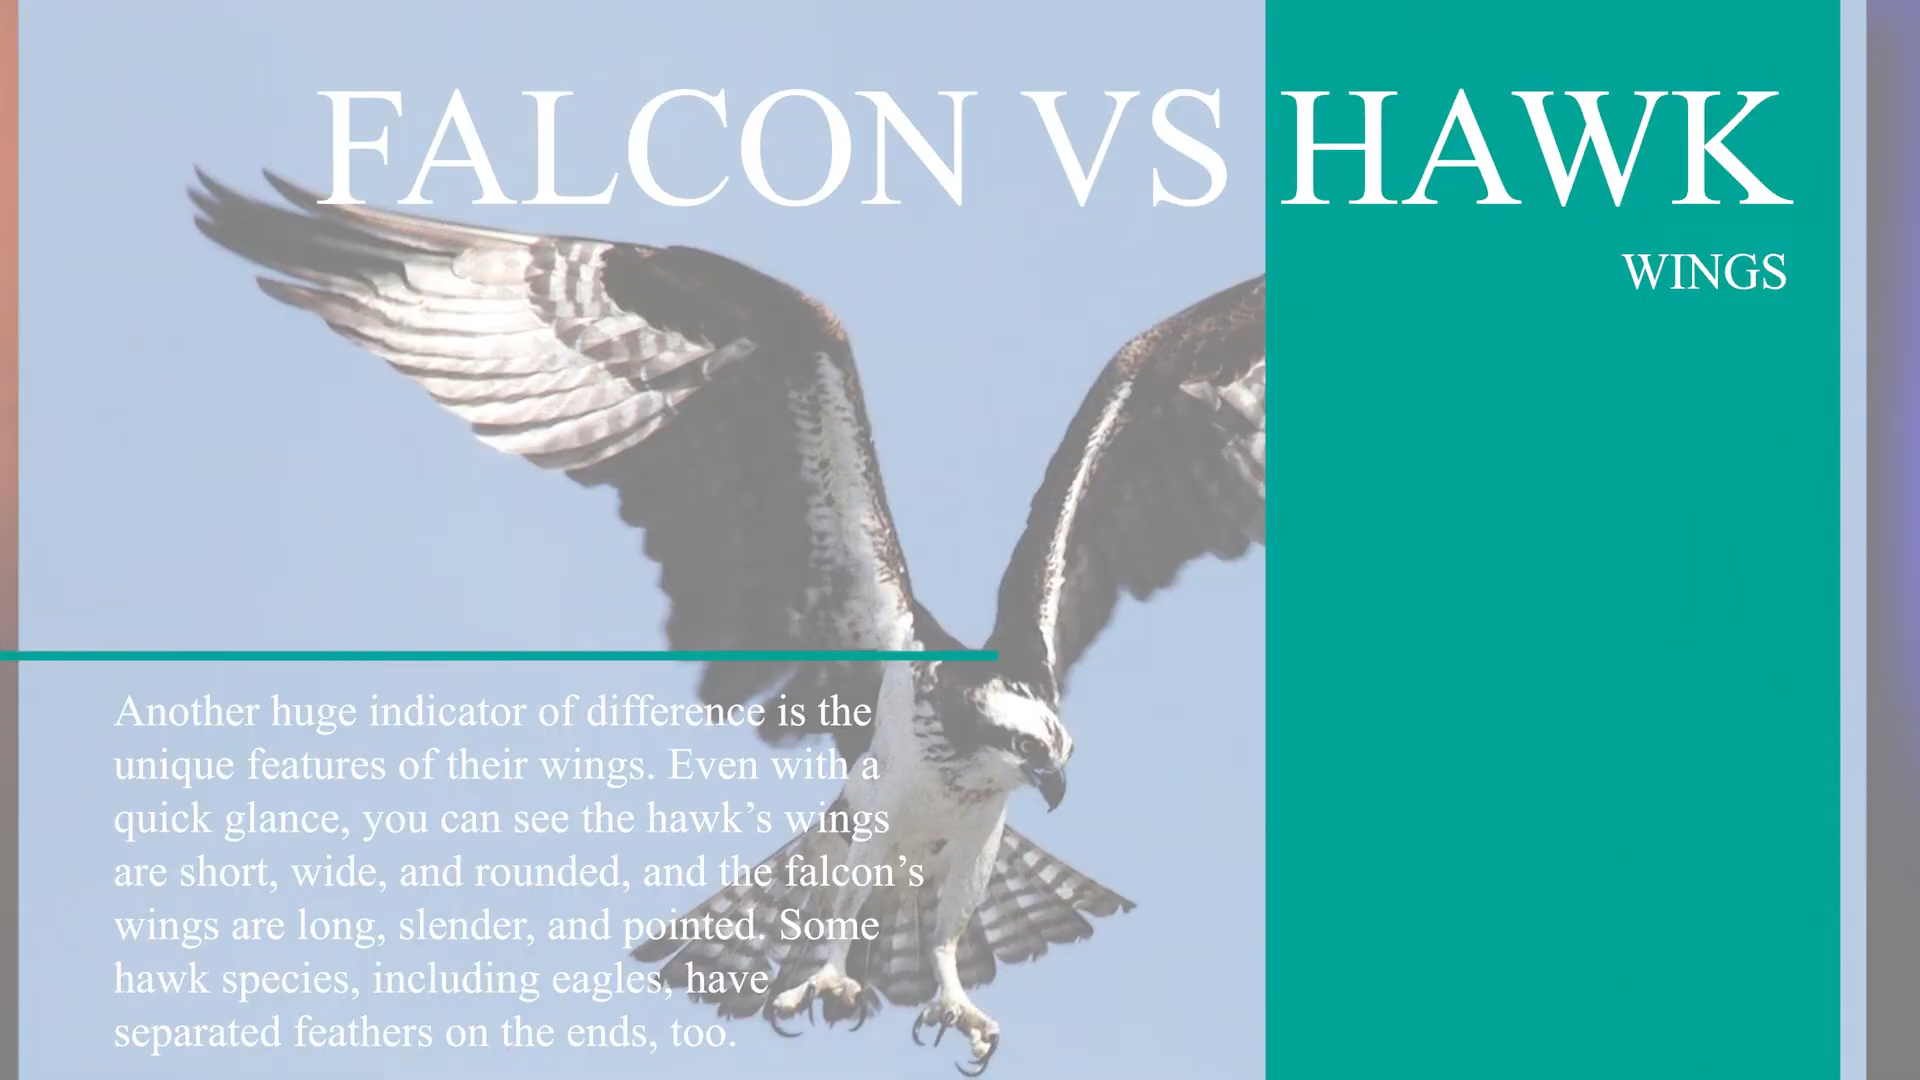 FALCON VS HAWK
WINGS
Another huge indicator of difference is the
unique features of their wings. Even with a
quick glance, you can see the hawk’s wings
are short, wide, and rounded, and the falcon’s
wings are long, slender, and pointed. Some
hawk species, including eagles, have
separated feathers on the ends, too.